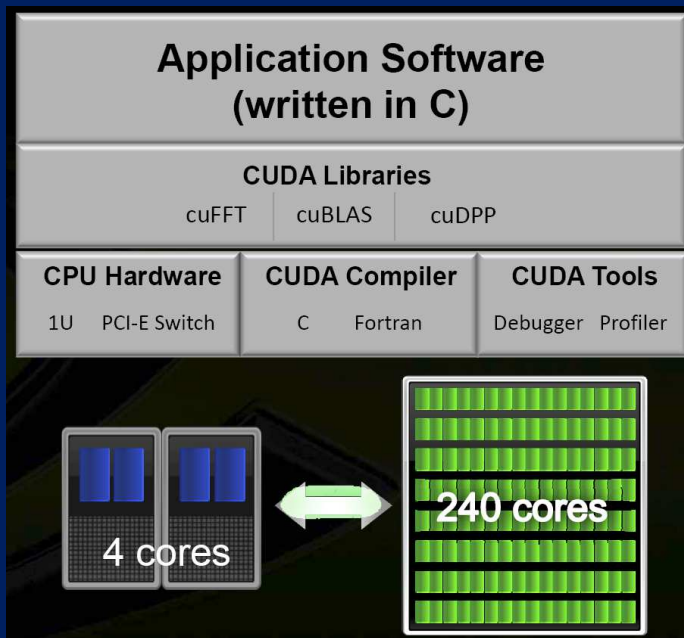 Application Software
(written in C)
CUDA Libraries
cuFFT cuBLAS cuDPP
CPU Hardware
1U PCI-E Switch
CUDA Compiler
C Fortran
CUDA Tools
Debugger Profiler
4 cores
240 cores